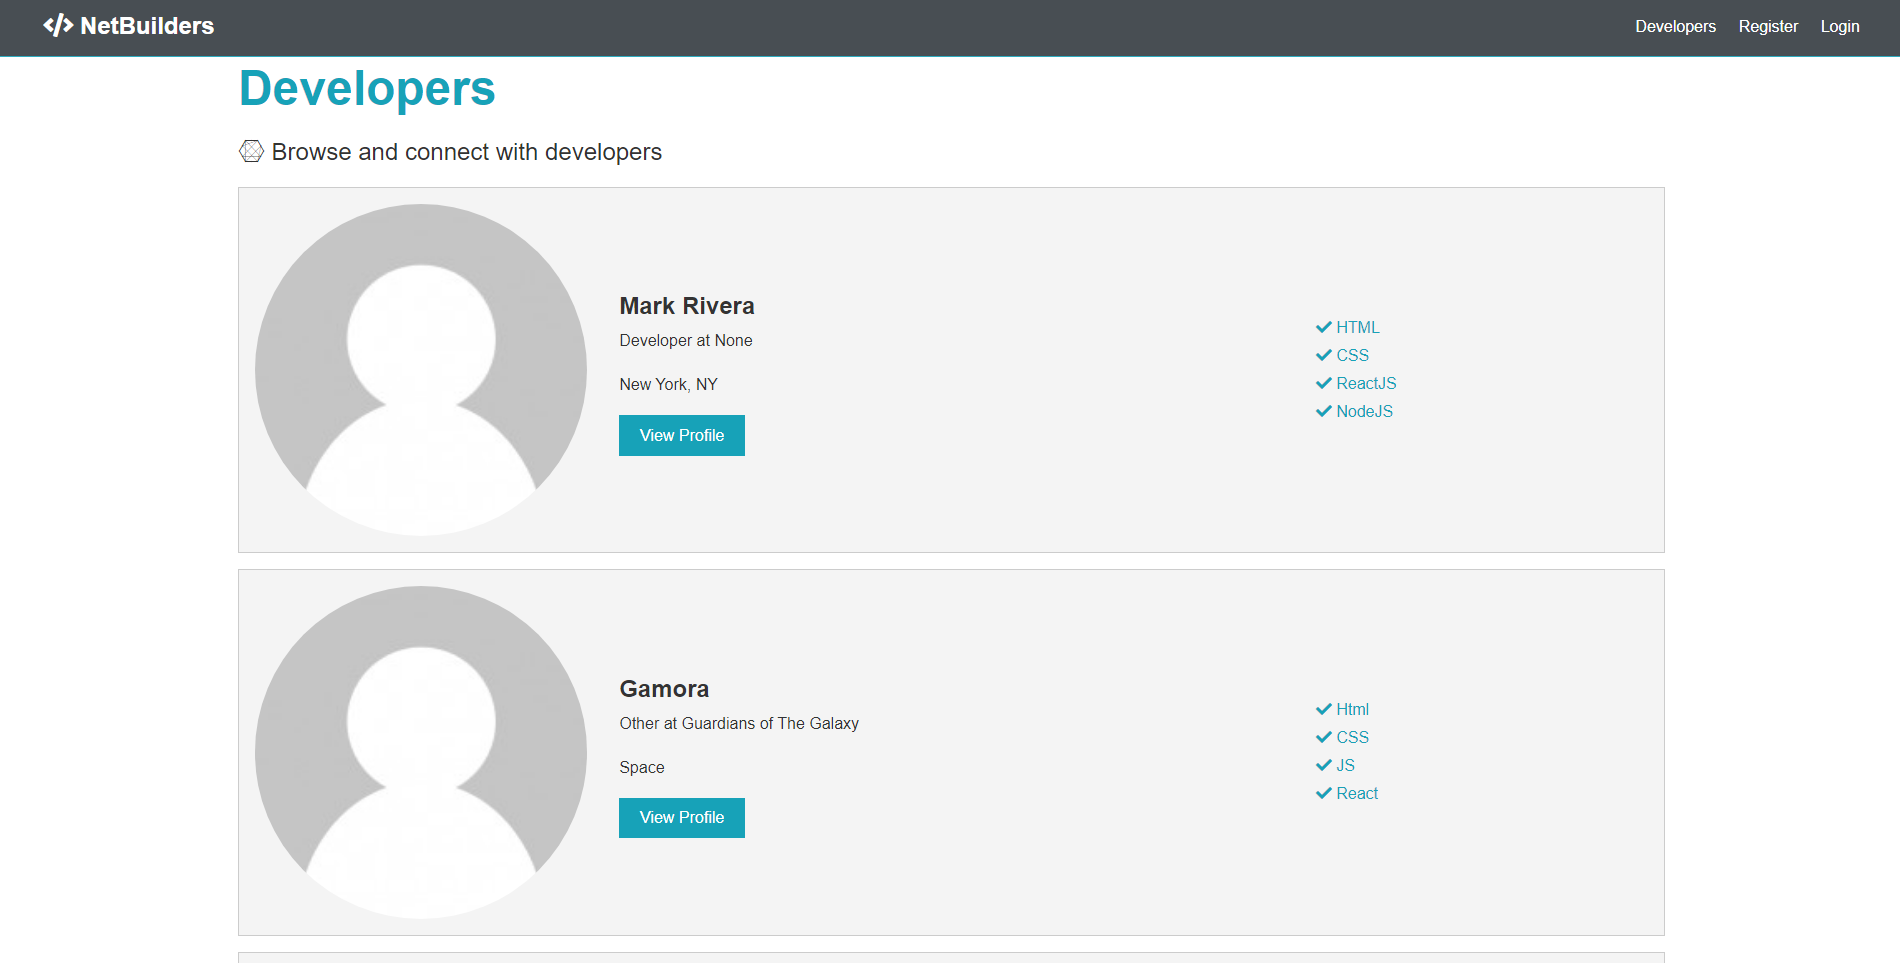 NetBuilders
Developers Register Login
Developers
Browse and connect with developers
Mark Rivera
Developer at None
New York, NY
View Profile
HTML
CSS
ReactJS
NodeJS
Gamora
Other at Guardians of The Galaxy
Space
View Profile
Html
CSS
JS
React